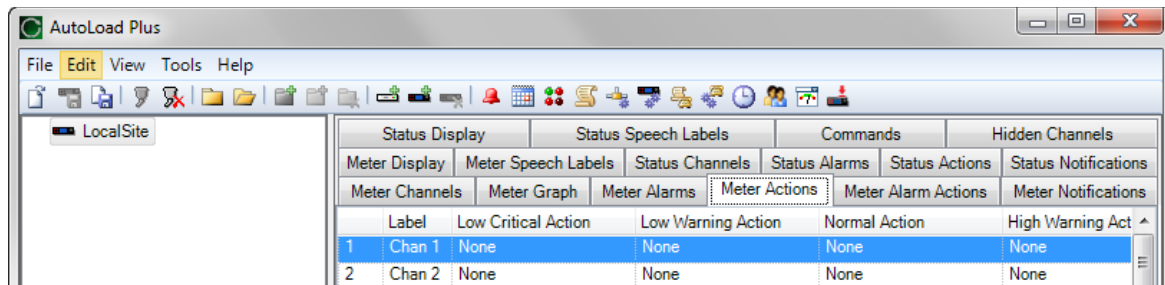 AutoLoad Plus
File Edit View Tools Help
LocalSite
Status Display Status Speech Labels Commands Hidden Channels
Meter Display Meter Speech Labels Status Channels Status Alarms Status Actions Status Notifications
Meter Channels Meter Graph Meter Alarms Meter Actions Meter Alarm Actions Meter Notifications
Label Low Critical Action Low Warning Action Normal Action High Warning Act
1 Chan 1 None None None None
2 Chan 2 None None None None